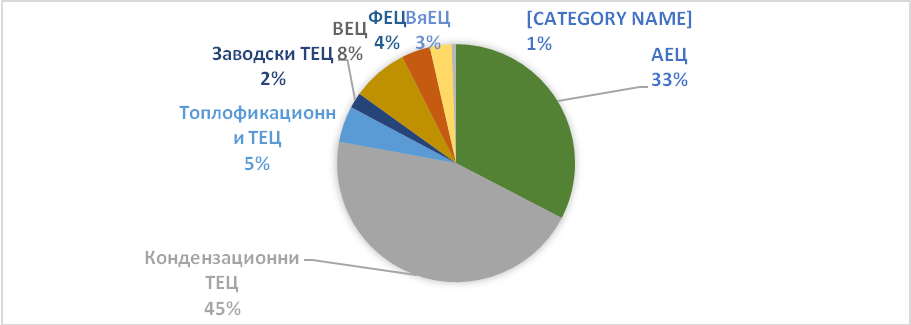 [CATEGORY NAME]
1%
АЕЦ
33%
Кондензационни
ТЕЦ
45%
Топлофикационн
и ТЕЦ
5%
Заводски ТЕЦ
2%
ВЕЦ
8%
ФЕЦ
4%
ВяЕЦ
3%